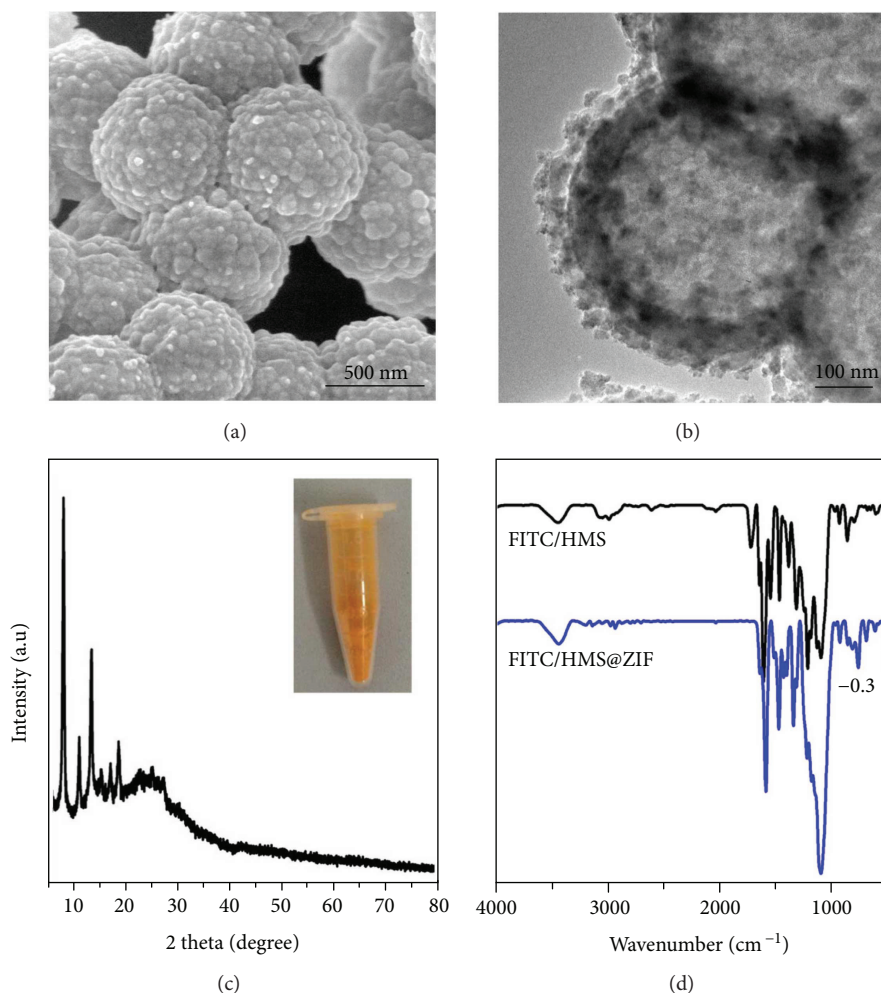 500 nm
100 nm
(a)
(b)
Intensity (a.u)
10 20 30 40 50 60 70 80
2 theta (degree)
(c)
FITC/HMS
FITC/HMS@ZIF
−0.3
4000 3000 2000 1000
Wavenumber (cm⁻¹)
(d)